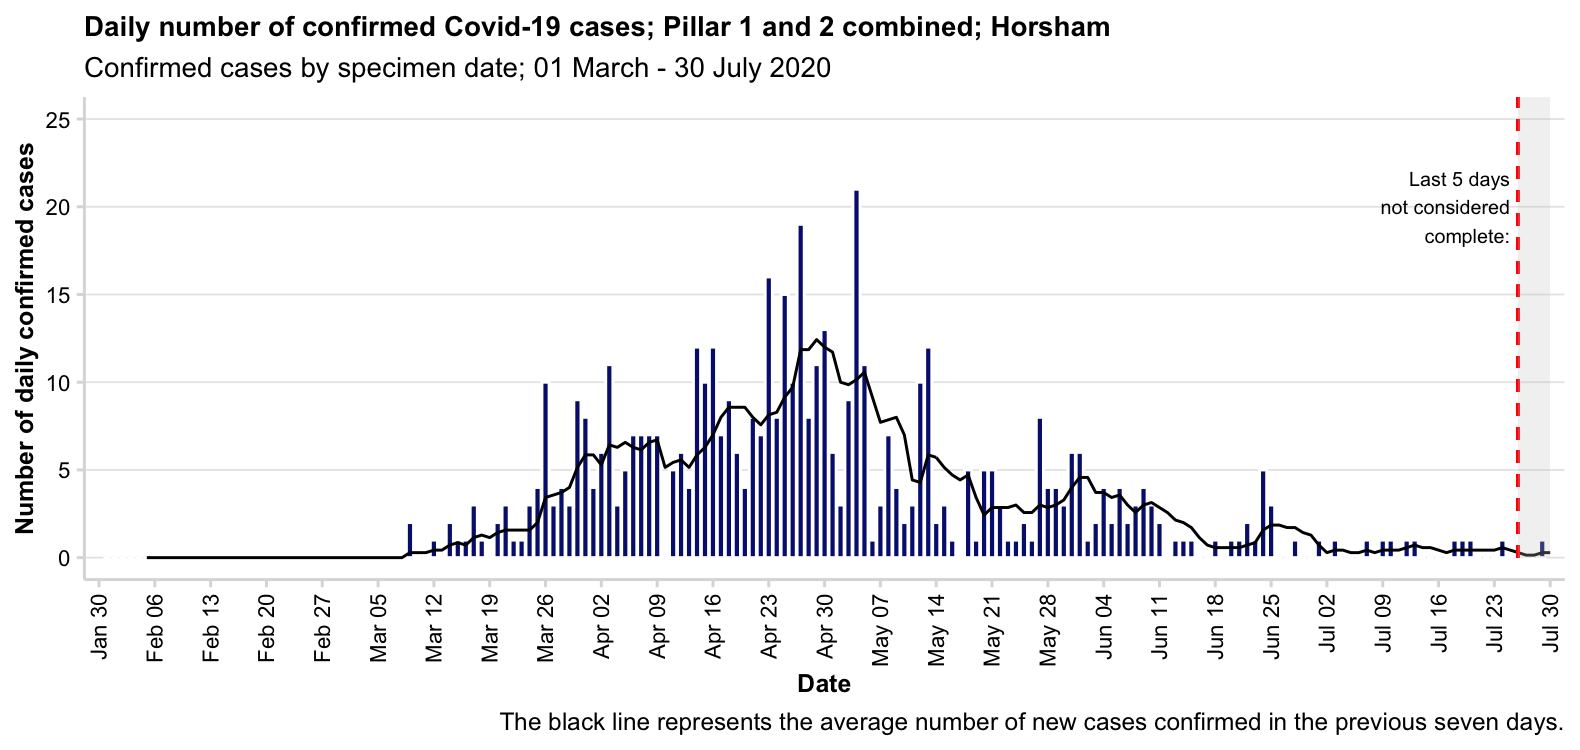 Daily number of confirmed Covid-19 cases; Pillar 1 and 2 combined; Horsham
Confirmed cases by specimen date; 01 March - 30 July 2020
Number of daily confirmed cases
25
20
15
10
5
0
Last 5 days
not considered
complete:
Jan 30
Feb 06
Feb 13
Feb 20
Feb 27
Mar 05
Mar 12
Mar 19
Mar 26
Apr 02
Apr 09
Apr 16
Apr 23
Apr 30
May 07
May 14
May 21
May 28
Jun 04
Jun 11
Jun 18
Jun 25
Jul 02
Jul 09
Jul 16
Jul 23
Jul 30
Date
The black line represents the average number of new cases confirmed in the previous seven days.